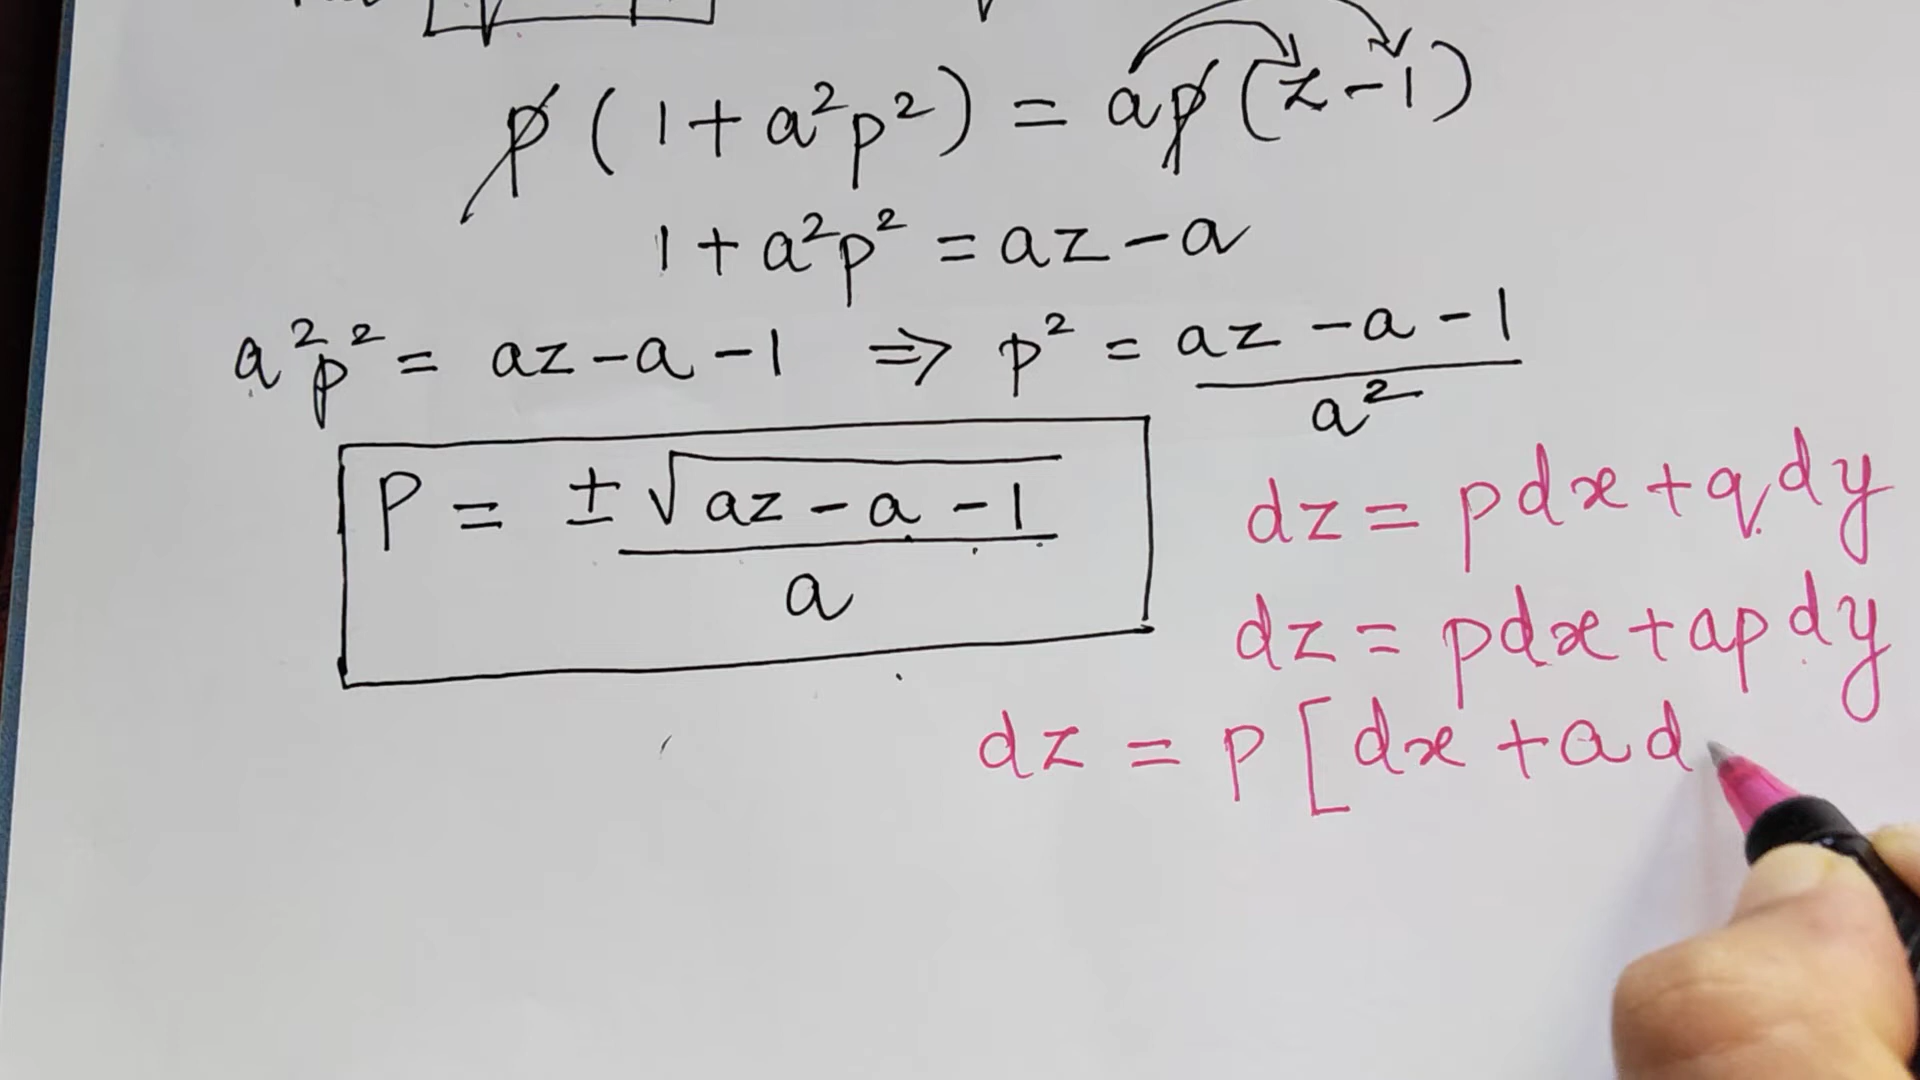 p(1+a²p²) = ap(z-1)
1+a²p² = az-a
a²p² = az-a-1 ⇒ p² = (az-a-1)/a²
P = ±√(az-a-1)/a
dz = pdx+qdy
dz = pdx+apdy
dz = p[dx+ad